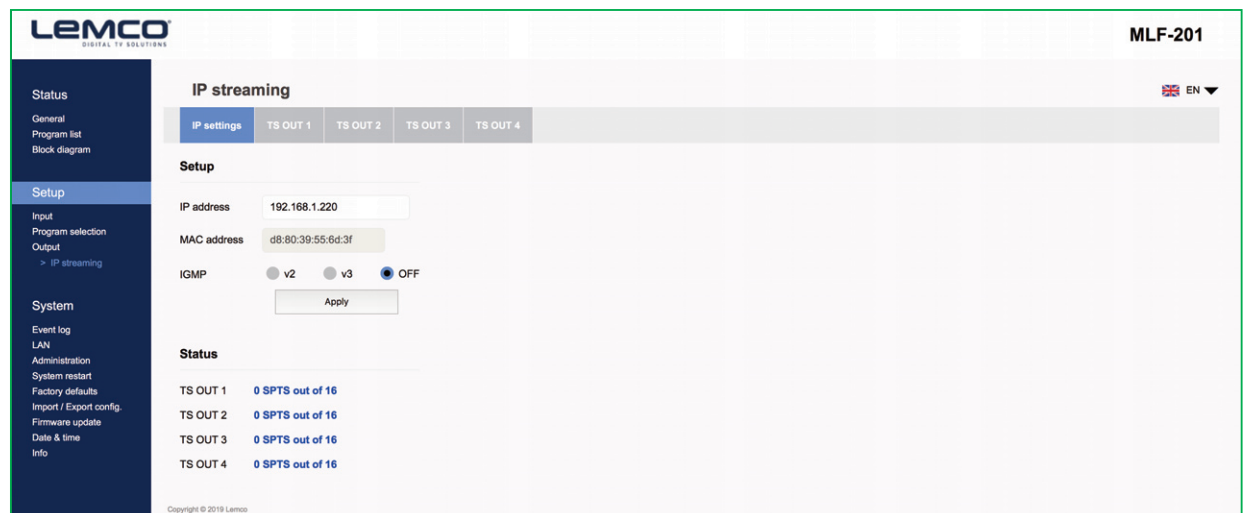 LEMCO
DIGITAL TV SOLUTIONS
MLF-201
Status
General
Program list
Block diagram
Setup
Input
Program selection
Output
> IP streaming
System
Event log
LAN
Administration
System restart
Factory defaults
Import / Export config.
Firmware update
Date & time
Info
IP streaming
EN
IP settings TS OUT 1 TS OUT 2 TS OUT 3 TS OUT 4
Setup
IP address 192.168.1.220
MAC address d8:80:39:55:6d:3f
IGMP v2 v3 OFF
Apply
Status
TS OUT 1 0 SPTS out of 16
TS OUT 2 0 SPTS out of 16
TS OUT 3 0 SPTS out of 16
TS OUT 4 0 SPTS out of 16
Copyright © 2019 Lemco